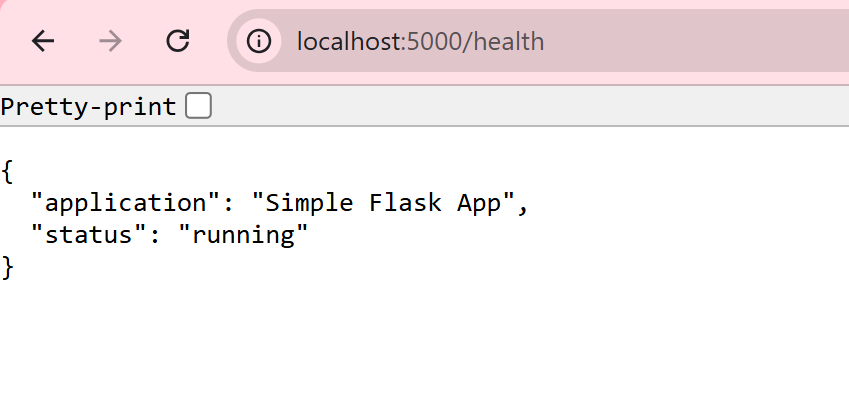 localhost:5000/health
Pretty-print
{
  "application": "Simple Flask App",
  "status": "running"
}